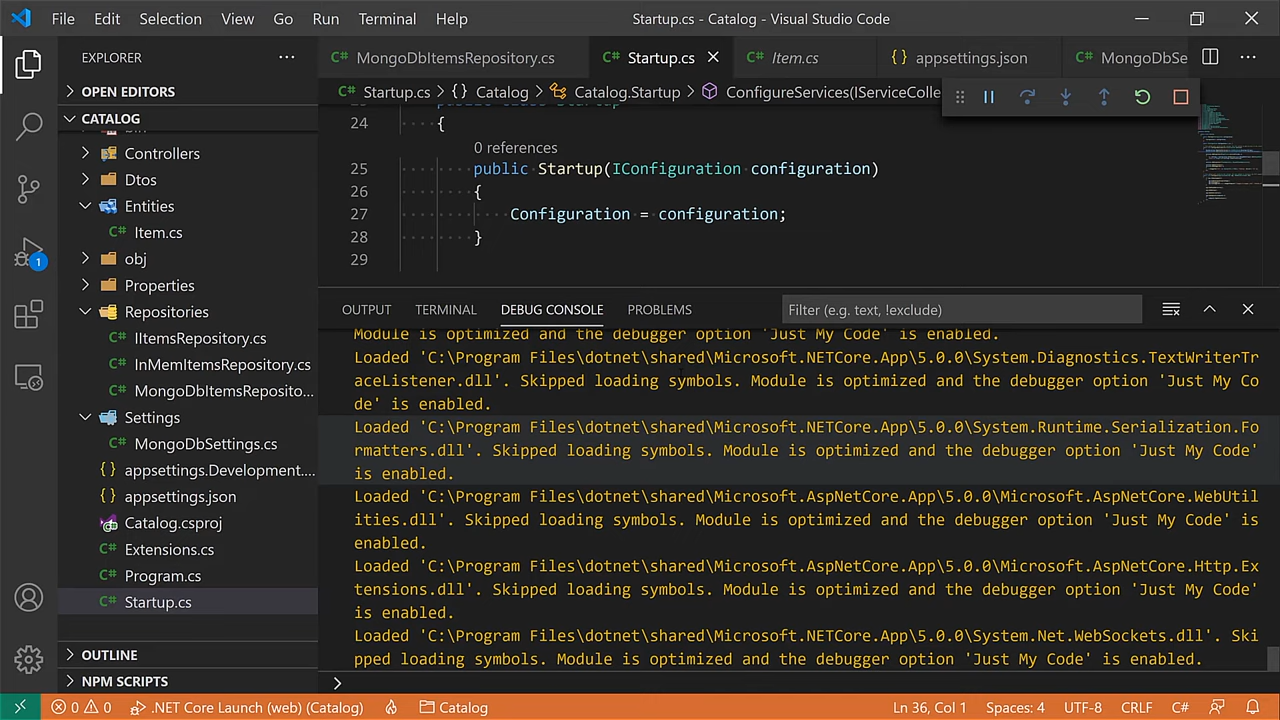 File Edit Selection View Go Run Terminal Help Startup.cs - Catalog - Visual Studio Code
EXPLORER
OPEN EDITORS
CATALOG
bin
Controllers
Dtos
Entities
C# Item.cs
obj
Properties
Repositories
C# IItemsRepository.cs
C# InMemItemsRepository.cs
C# MongoDbItemsReposito...
Settings
C# MongoDbSettings.cs
{} appsettings.Development....
{} appsettings.json
Catalog.csproj
C# Extensions.cs
C# Program.cs
C# Startup.cs
OUTLINE
NPM SCRIPTS
1
C# MongoDbItemsRepository.cs C# Startup.cs C# Item.cs {} appsettings.json C# MongoDbSe
C# Startup.cs > {} Catalog > Catalog.Startup > ConfigureServices(IServiceColle
23 public class Startup
24 {
0 references
25 public Startup(IConfiguration configuration)
26 {
27 Configuration = configuration;
28 }
29
OUTPUT TERMINAL DEBUG CONSOLE PROBLEMS Filter (e.g. text, !exclude)
Module is optimized and the debugger option 'Just My Code' is enabled.
Loaded 'C:\Program Files\dotnet\shared\Microsoft.NETCore.App\5.0.0\System.Diagnostics.TextWriterTr
aceListener.dll'. Skipped loading symbols. Module is optimized and the debugger option 'Just My Co
de' is enabled.
Loaded 'C:\Program Files\dotnet\shared\Microsoft.NETCore.App\5.0.0\System.Runtime.Serialization.Fo
rmatters.dll'. Skipped loading symbols. Module is optimized and the debugger option 'Just My Code'
is enabled.
Loaded 'C:\Program Files\dotnet\shared\Microsoft.AspNetCore.App\5.0.0\Microsoft.AspNetCore.WebUtil
ities.dll'. Skipped loading symbols. Module is optimized and the debugger option 'Just My Code' is
enabled.
Loaded 'C:\Program Files\dotnet\shared\Microsoft.AspNetCore.App\5.0.0\Microsoft.AspNetCore.Http.Ex
tensions.dll'. Skipped loading symbols. Module is optimized and the debugger option 'Just My Code'
is enabled.
Loaded 'C:\Program Files\dotnet\shared\Microsoft.NETCore.App\5.0.0\System.Net.WebSockets.dll'. Ski
pped loading symbols. Module is optimized and the debugger option 'Just My Code' is enabled.
>
0 0 .NET Core Launch (web) (Catalog) Catalog Ln 36, Col 1 Spaces: 4 UTF-8 CRLF C#